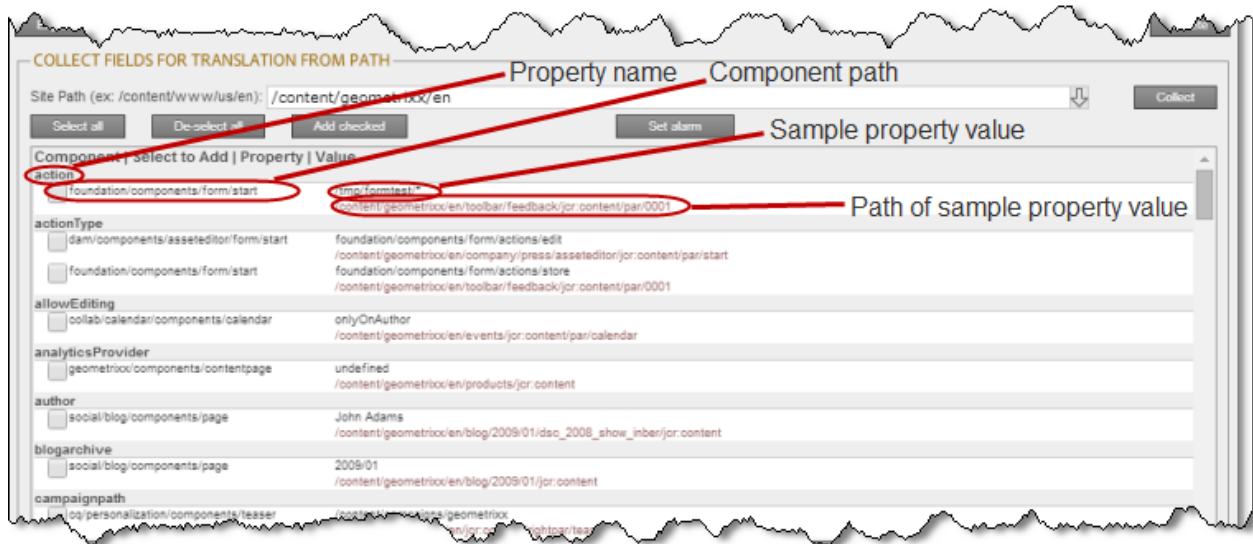 COLLECT FIELDS FOR TRANSLATION FROM PATH
Property name Component path
Site Path (ex: /content/www/us/en): /content/geometrixx/en Collect
Select all De-select all Add checked Set alarm
Sample property value
Component | Select to Add | Property | Value
action
foundation/components/form/start /tmp/formtest/*
/content/geometrixx/en/toolbar/feedback/jcr:content/par/0001
Path of sample property value
actionType
dam/components/asseteditor/form/start foundation/components/form/actions/edit
/content/geometrixx/en/company/press/asseteditor/jcr:content/par/start
foundation/components/form/start foundation/components/form/actions/store
/content/geometrixx/en/toolbar/feedback/jcr:content/par/0001
allowEditing
collab/calendar/components/calendar onlyOnAuthor
/content/geometrixx/en/events/jcr:content/par/calendar
analyticsProvider
geometrixx/components/contentpage undefined
/content/geometrixx/en/products/jcr:content
author
social/blog/components/page John Adams
/content/geometrixx/en/blog/2009/01/dsc_2008_show_inber/jcr:content
blogarchive
social/blog/components/page 2009/01
/content/geometrixx/en/blog/2009/01/jcr:content
campaignpath
cq/personalization/components/teaser /content/campaigns/geometrixx